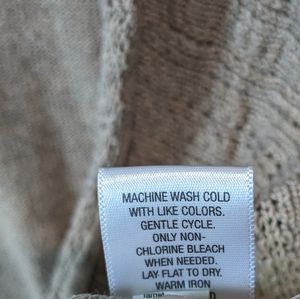 MACHINE WASH COLD
WITH LIKE COLORS.
GENTLE CYCLE.
ONLY NON-
CHLORINE BLEACH
WHEN NEEDED.
LAY FLAT TO DRY.
WARM IRON